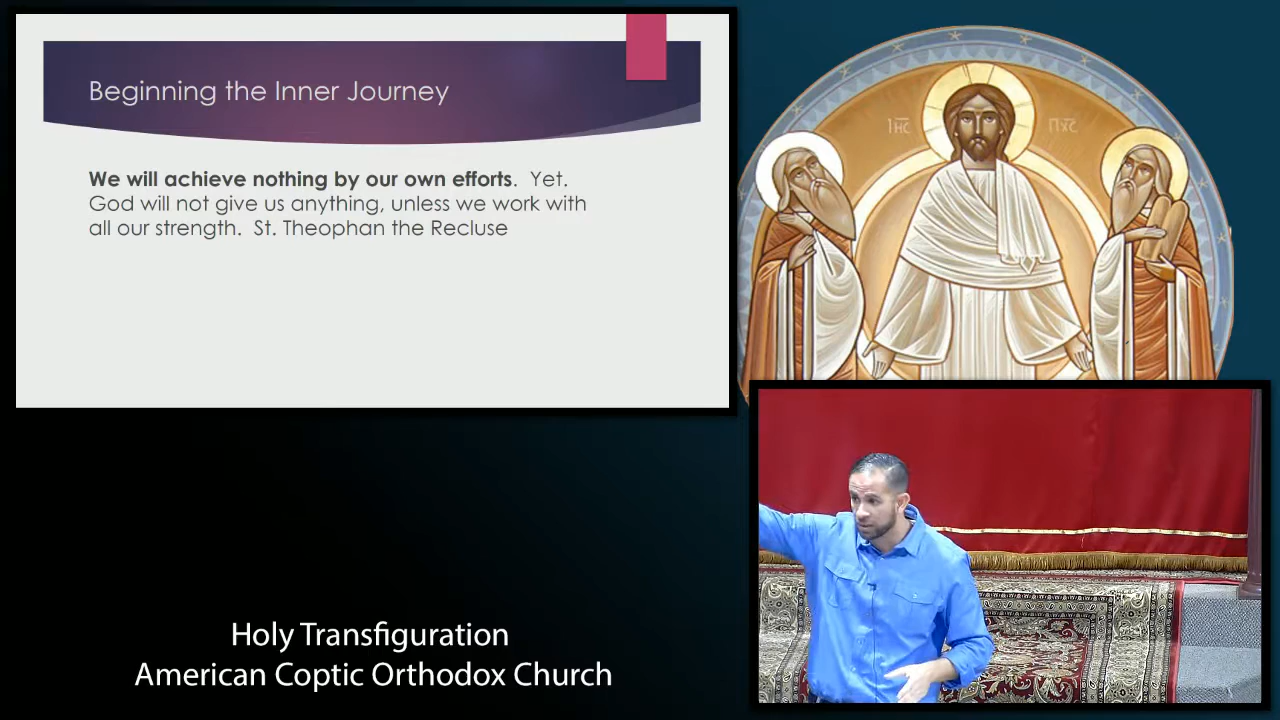 Beginning the Inner Journey
We will achieve nothing by our own efforts.  Yet.
God will not give us anything, unless we work with
all our strength.  St. Theophan the Recluse
ΙΗC
ΠΧC
Holy Transfiguration
American Coptic Orthodox Church